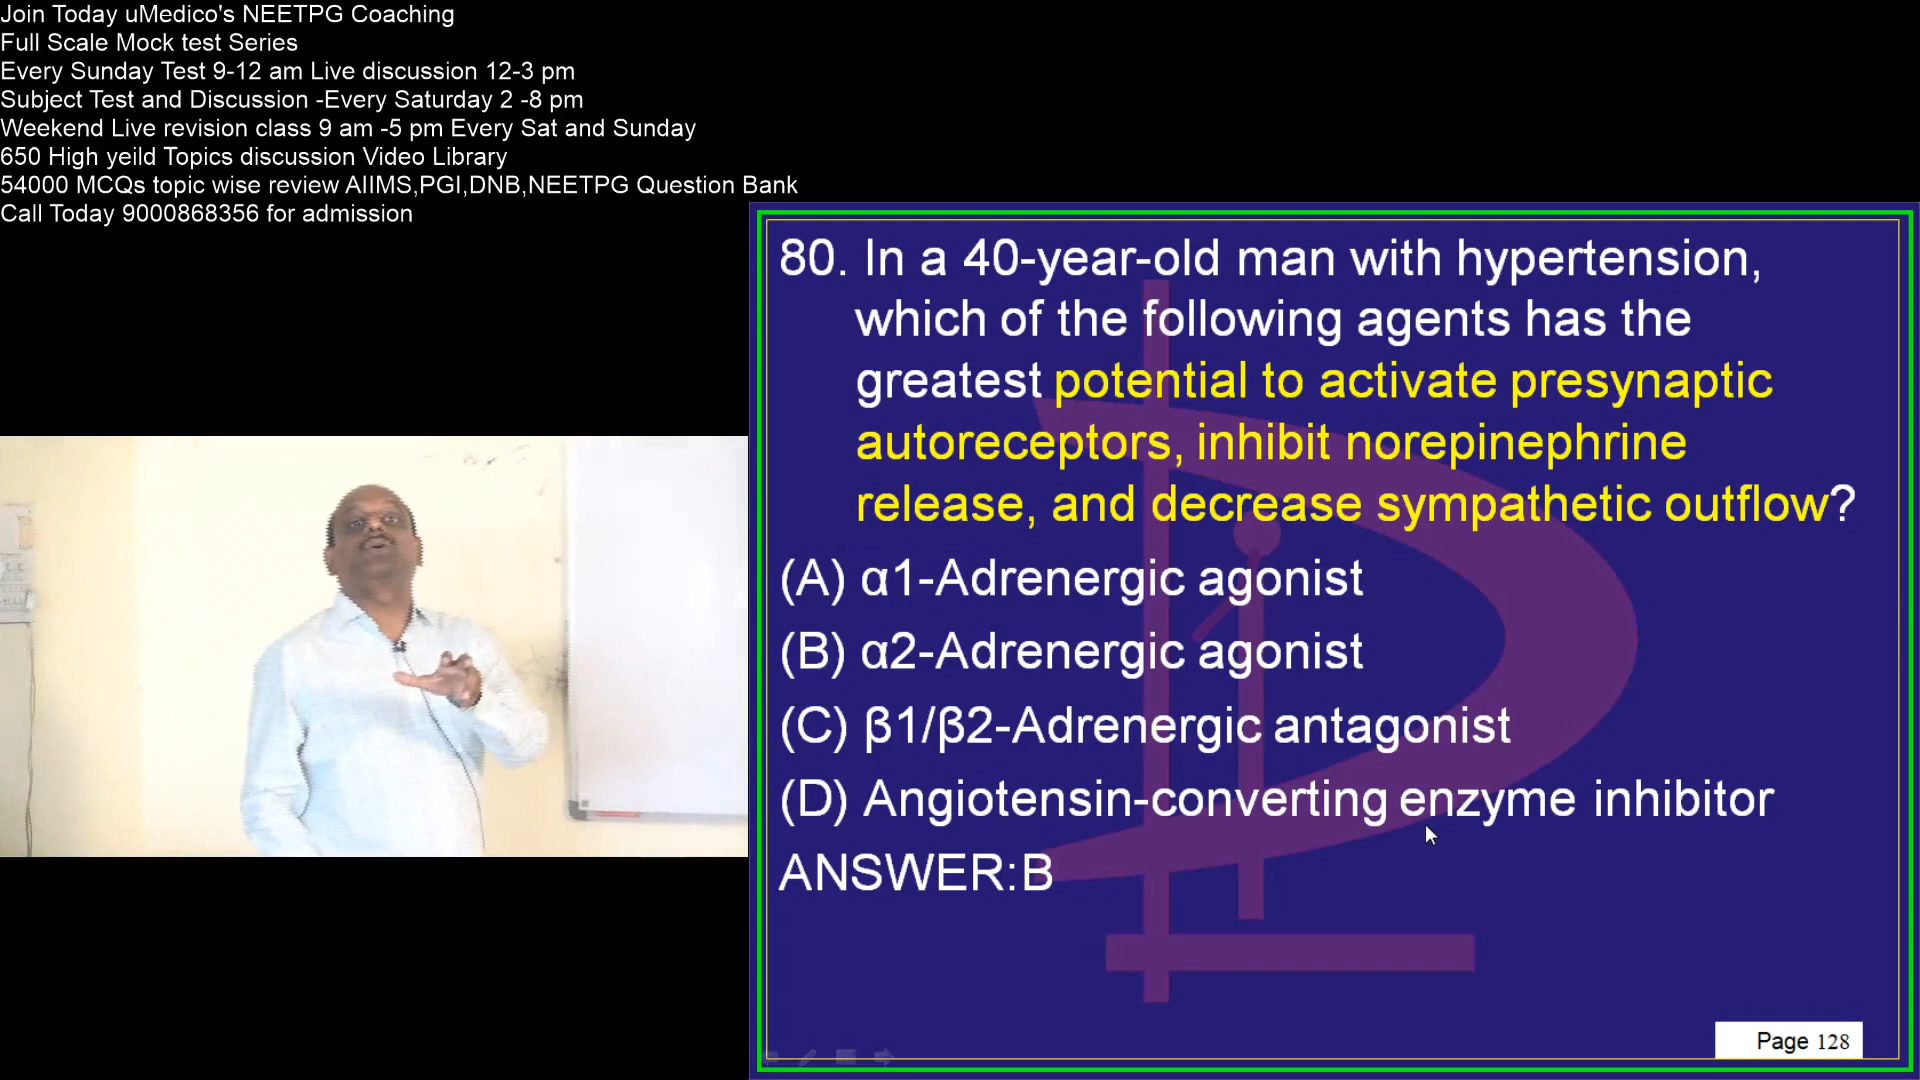 Join Today uMedico's NEETPG Coaching
Full Scale Mock test Series
Every Sunday Test 9-12 am Live discussion 12-3 pm
Subject Test and Discussion -Every Saturday 2 -8 pm
Weekend Live revision class 9 am -5 pm Every Sat and Sunday
650 High yeild Topics discussion Video Library
54000 MCQs topic wise review AIIMS,PGI,DNB,NEETPG Question Bank
Call Today 9000868356 for admission
80. In a 40-year-old man with hypertension,
which of the following agents has the
greatest potential to activate presynaptic
autoreceptors, inhibit norepinephrine
release, and decrease sympathetic outflow?
(A) α1-Adrenergic agonist
(B) α2-Adrenergic agonist
(C) β1/β2-Adrenergic antagonist
(D) Angiotensin-converting enzyme inhibitor
ANSWER:B
Page 128